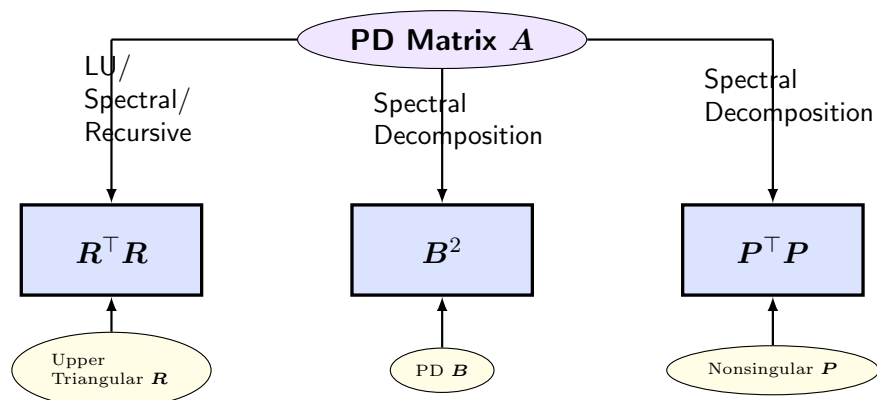 PD Matrix A
LU/
Spectral/
Recursive
Spectral
Decomposition
Spectral
Decomposition
R⊤R
B²
P⊤P
Upper
Triangular R
PD B
Nonsingular P